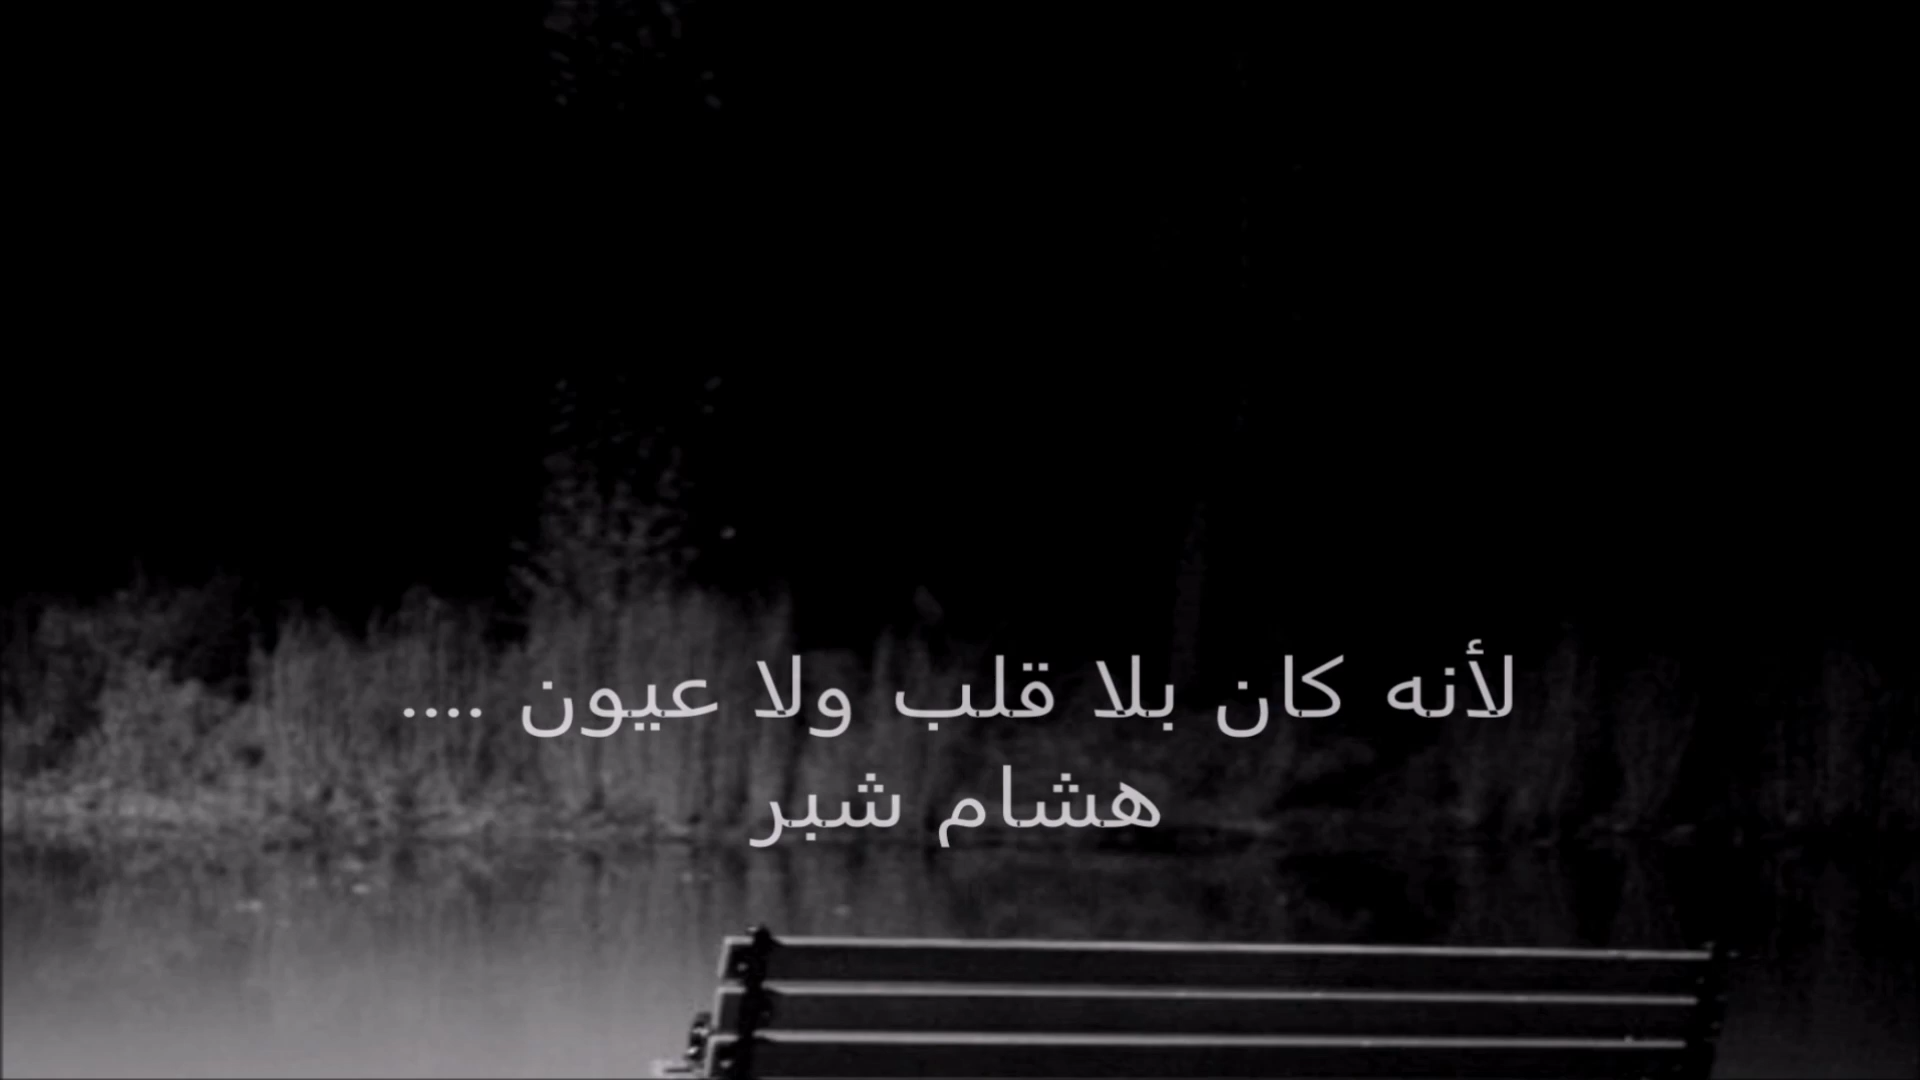 لأنه كان بلا قلب ولا عيون ....
هشام شبر